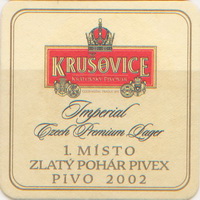 KRUŠOVICE
Imperial
Czech Premium Lager
1. MÍSTO
ZLATÝ POHÁR PIVEX
PIVO 2002